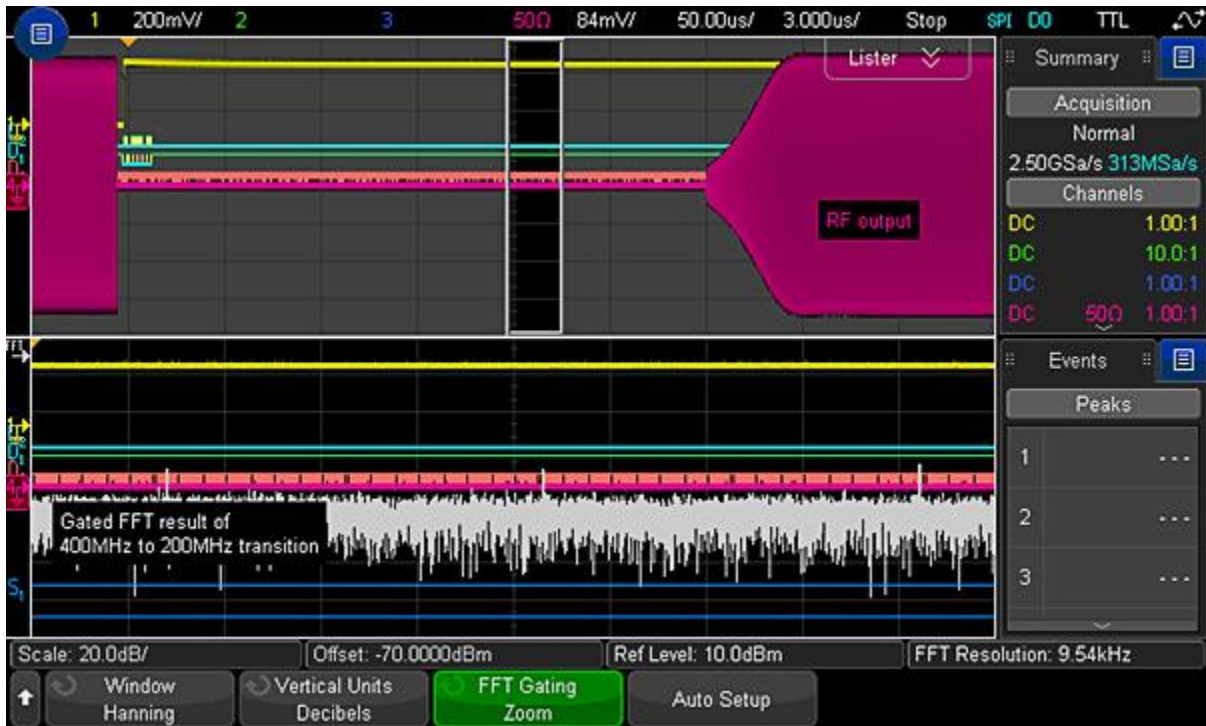 1 200mV/ 2 3 50Ω 84mV/ 50.00us/ 3.000us/ Stop SPI D0 TTL
Lister
Summary
Acquisition
Normal
2.50GSa/s 313MSa/s
Channels
DC 1.00:1
DC 10.0:1
DC 1.00:1
DC 50Ω 1.00:1
RF output
Events
Peaks
1 ---
2 ---
3 ---
Gated FFT result of
400MHz to 200MHz transition
S1
Scale: 20.0dB/ Offset: -70.0000dBm Ref Level: 10.0dBm FFT Resolution: 9.54kHz
Window Vertical Units FFT Gating Auto Setup
Hanning Decibels Zoom